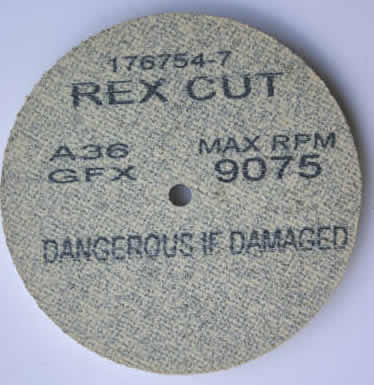 176754-7
REX CUT
A36 MAX RPM
GFX 9075
DANGEROUS IF DAMAGED